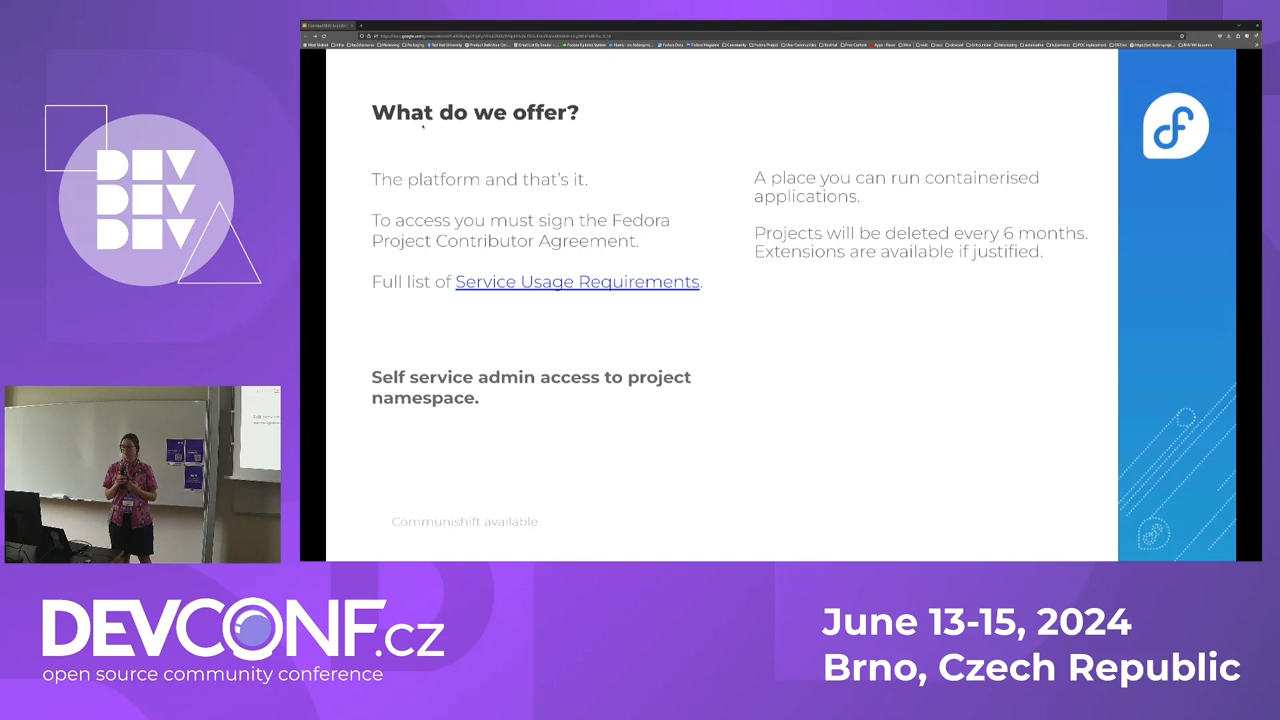 What do we offer?
The platform and that's it.
To access you must sign the Fedora
Project Contributor Agreement.
Full list of Service Usage Requirements.
Self service admin access to project
namespace.
A place you can run containerised
applications.
Projects will be deleted every 6 months.
Extensions are available if justified.
Communishift available
DEV
DEV
DEV
DEVCONF.cz
open source community conference
June 13-15, 2024
Brno, Czech Republic